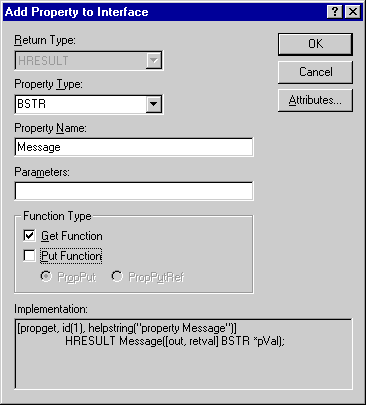 Add Property to Interface
Return Type:
HRESULT
OK
Property Type:
BSTR
Cancel
Attributes...
Property Name:
Message
Parameters:
Function Type
Get Function
Put Function
PropPut PropPutRef
Implementation:
[propget, id(1), helpstring("property Message")]
HRESULT Message([out, retval] BSTR *pVal);